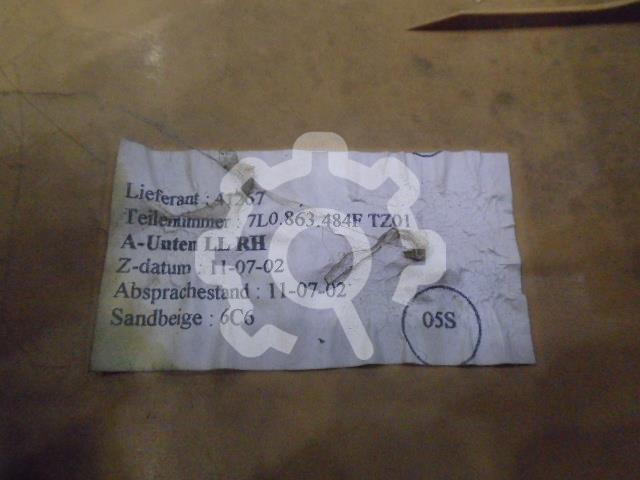 Lieferant : 41267
Teilenummer : 7L0.863.484F TZ01
A-Unten LL RH
Z-datum : 11-07-02
Absprachestand : 11-07-02
Sandbeige : 6C6
05S